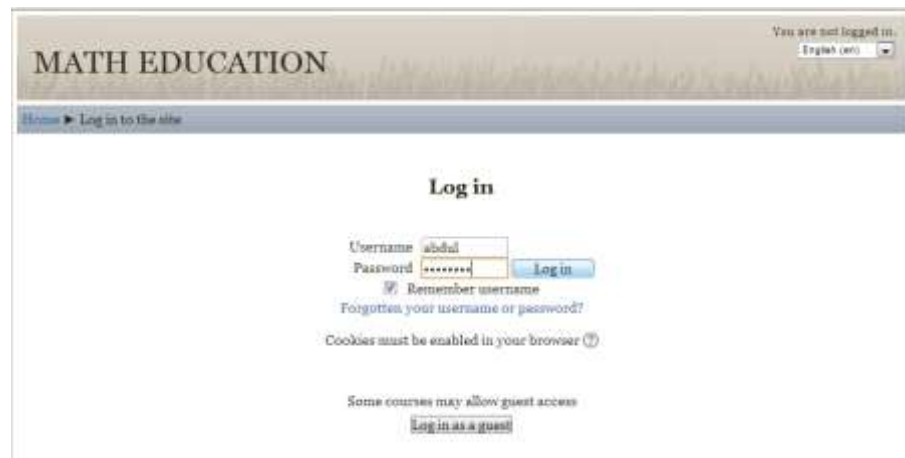 You are not logged in.
English (en)
MATH EDUCATION
Home ► Log in to the site
Log in
Username abdul
Password •••••••• Log in
Remember username
Forgotten your username or password?
Cookies must be enabled in your browser ?
Some courses may allow guest access
Log in as a guest